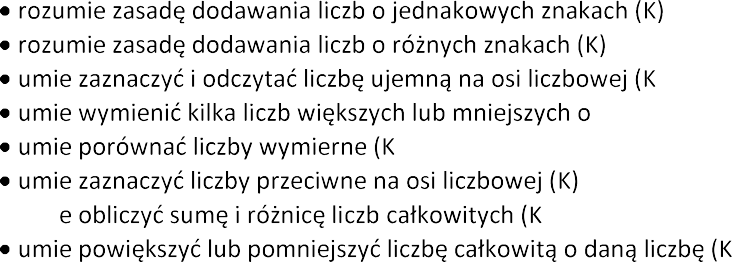 • rozumie zasadę dodawania liczb o jednakowych znakach (K)
• rozumie zasadę dodawania liczb o różnych znakach (K)
• umie zaznaczyć i odczytać liczbę ujemną na osi liczbowej (K
• umie wymienić kilka liczb większych lub mniejszych o
• umie porównać liczby wymierne (K
• umie zaznaczyć liczby przeciwne na osi liczbowej (K)
e obliczyć sumę i różnicę liczb całkowitych (K
• umie powiększyć lub pomniejszyć liczbę całkowitą o daną liczbę (K